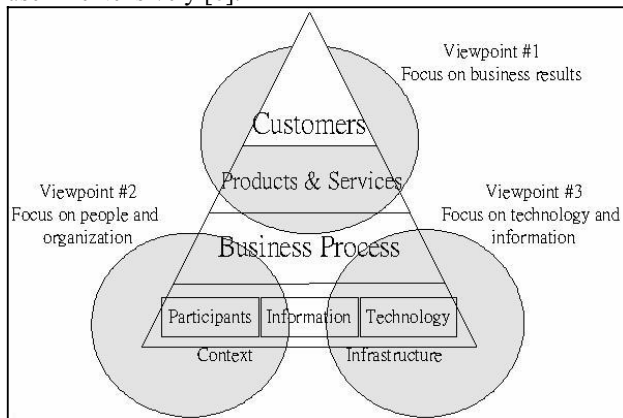 Viewpoint #1
Focus on business results
Customers
Products & Services
Viewpoint #2
Focus on people and
organization
Viewpoint #3
Focus on technology and
information
Business Process
Participants Information Technology
Context Infrastructure